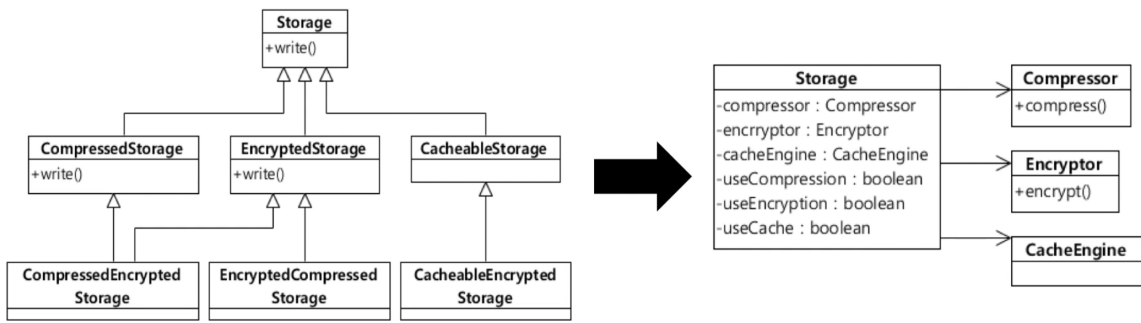 Storage
+write()
CompressedStorage
+write()
EncryptedStorage
+write()
CacheableStorage
CompressedEncrypted
Storage
EncryptedCompressed
Storage
CacheableEncrypted
Storage
Storage
-compressor : Compressor
-encrryptor : Encryptor
-cacheEngine : CacheEngine
-useCompression : boolean
-useEncryption : boolean
-useCache : boolean
Compressor
+compress()
Encryptor
+encrypt()
CacheEngine